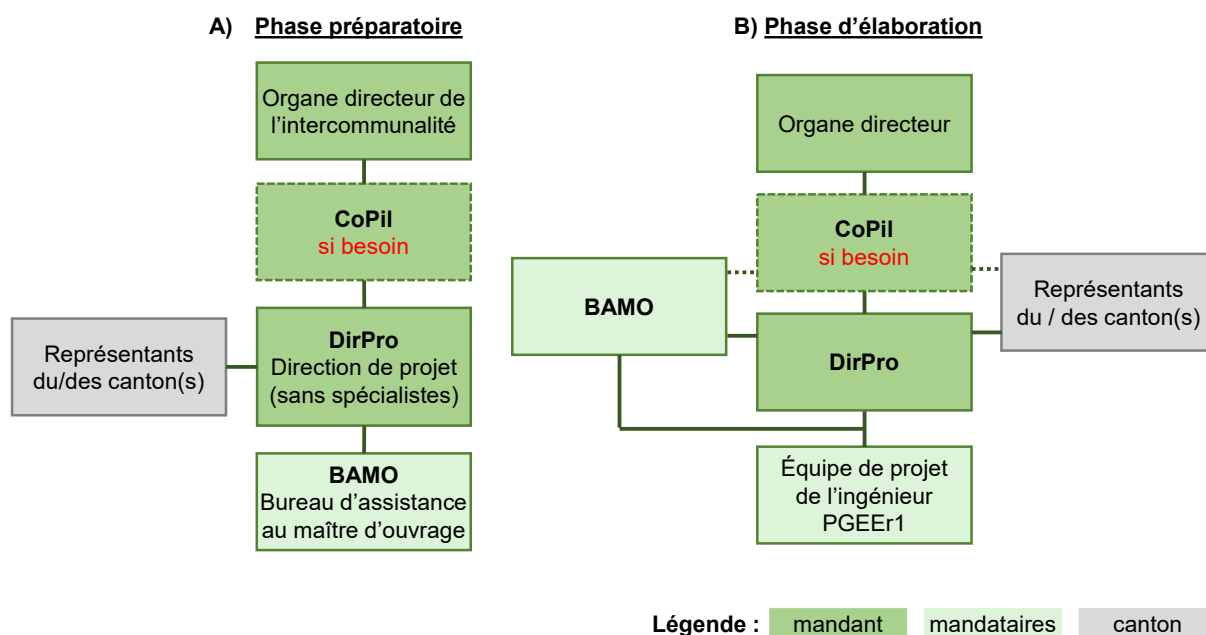 A) Phase préparatoire
Organe directeur de
l’intercommunalité
CoPil
si besoin
DirPro
Direction de projet
(sans spécialistes)
Représentants
du/des canton(s)
BAMO
Bureau d’assistance
au maître d’ouvrage
B) Phase d’élaboration
Organe directeur
CoPil
si besoin
BAMO
Représentants
du / des canton(s)
DirPro
Équipe de projet
de l’ingénieur
PGEEr1
Légende : mandant mandataires canton